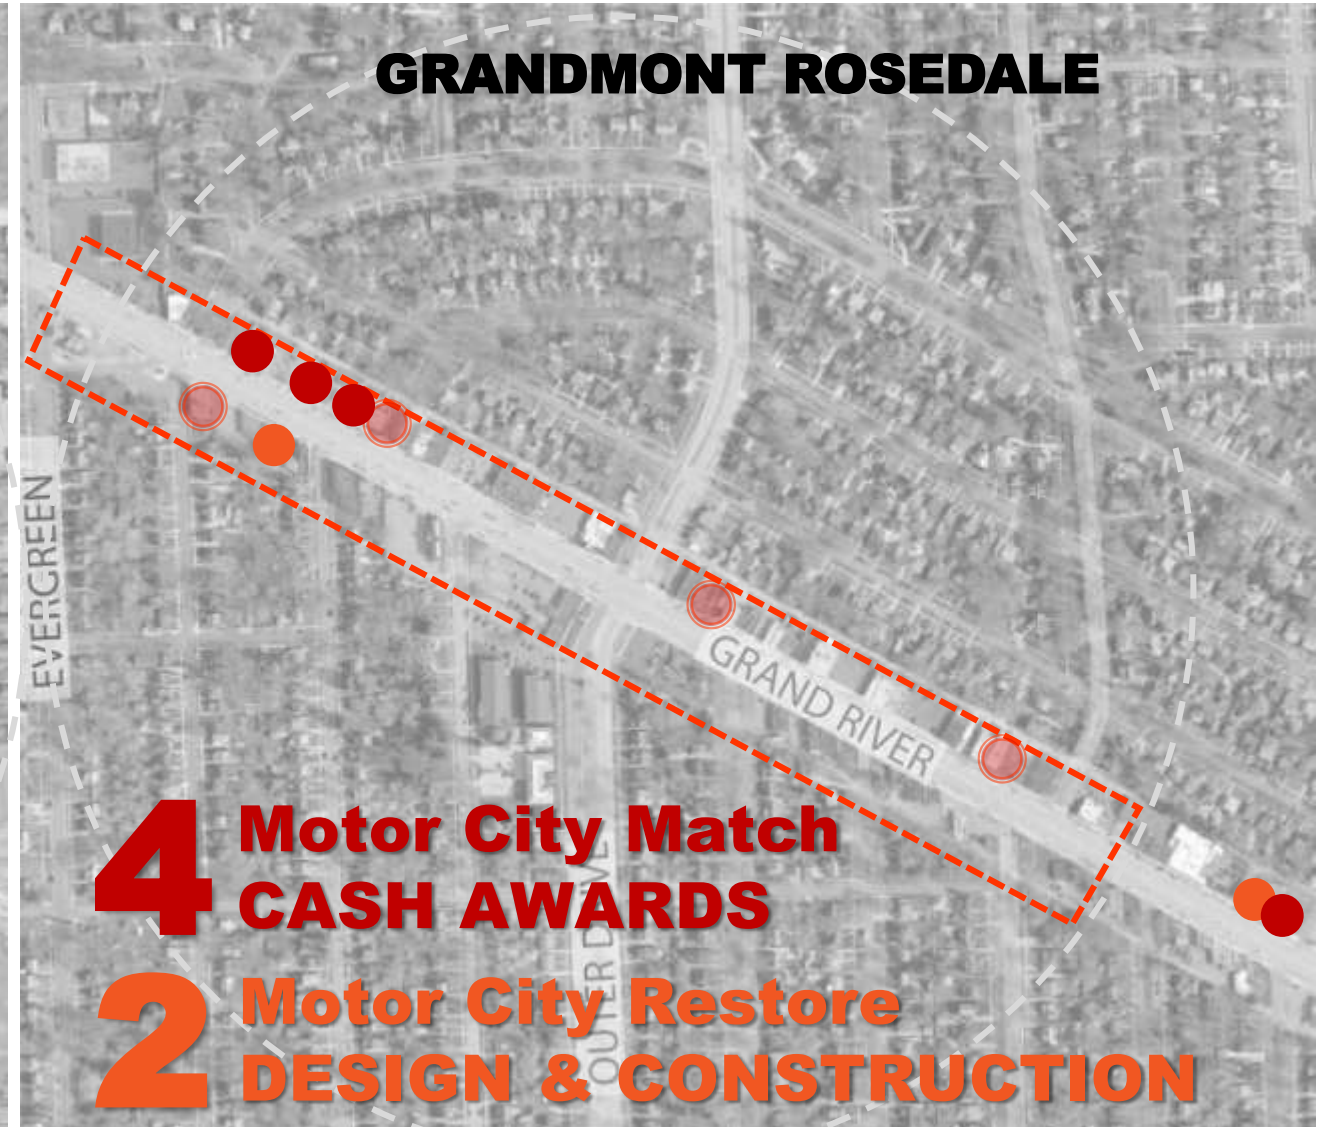 GRANDMONT ROSEDALE
EVERGREEN
GRAND RIVER
4
Motor City Match
CASH AWARDS
2
Motor City Restore
DESIGN & CONSTRUCTION
OUTER DRIVE